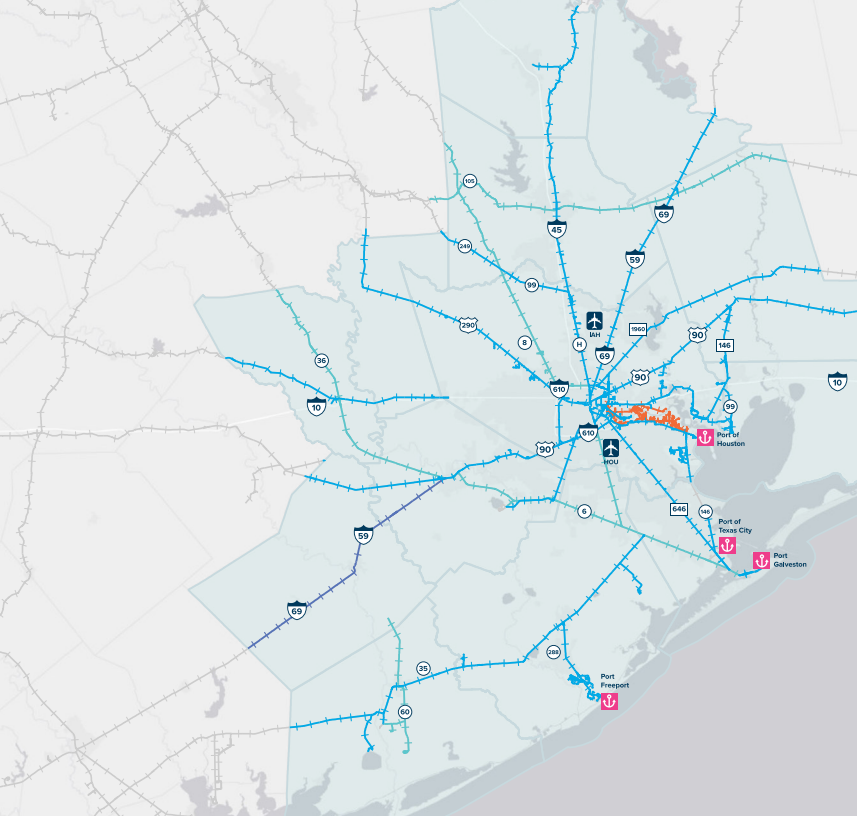 105
69
45
249
59
99
IAH
290
1960
90
8
H
146
69
36
90
10
610
10
99
610
Port of
Houston
90
HOU
646
146
6
Port of
Texas City
59
Port
Galveston
69
288
35
Port
Freeport
60